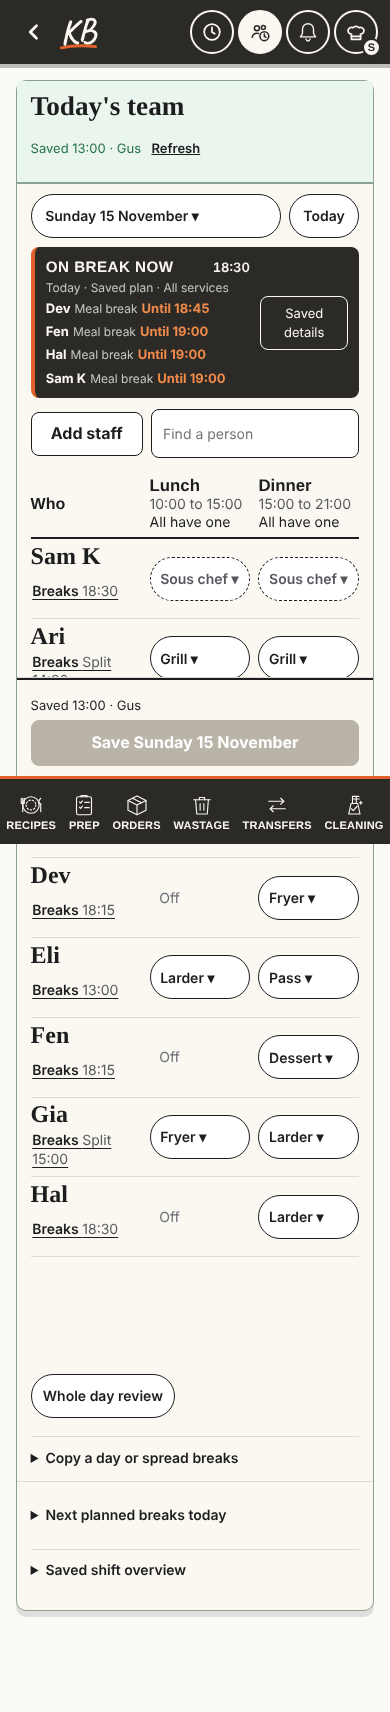 KB
S
Today's team
Saved 13:00 · Gus Refresh
Sunday 15 November ▾ Today
ON BREAK NOW 18:30
Today · Saved plan · All services
Dev Meal break Until 18:45
Fen Meal break Until 19:00
Hal Meal break Until 19:00
Sam K Meal break Until 19:00
Saved
details
Add staff Find a person
Who
Lunch Dinner
10:00 to 15:00 15:00 to 21:00
All have one All have one
Sam K
Breaks 18:30 Sous chef ▾ Sous chef ▾
Ari
Breaks Split Grill ▾ Grill ▾
Saved 13:00 · Gus
Save Sunday 15 November
RECIPES PREP ORDERS WASTAGE TRANSFERS CLEANING
Dev
Breaks 18:15 Off Fryer ▾
Eli
Breaks 13:00 Larder ▾ Pass ▾
Fen
Breaks 18:15 Off Dessert ▾
Gia
Breaks Split
15:00 Fryer ▾ Larder ▾
Hal
Breaks 18:30 Off Larder ▾
Whole day review
▶ Copy a day or spread breaks
▶ Next planned breaks today
▶ Saved shift overview